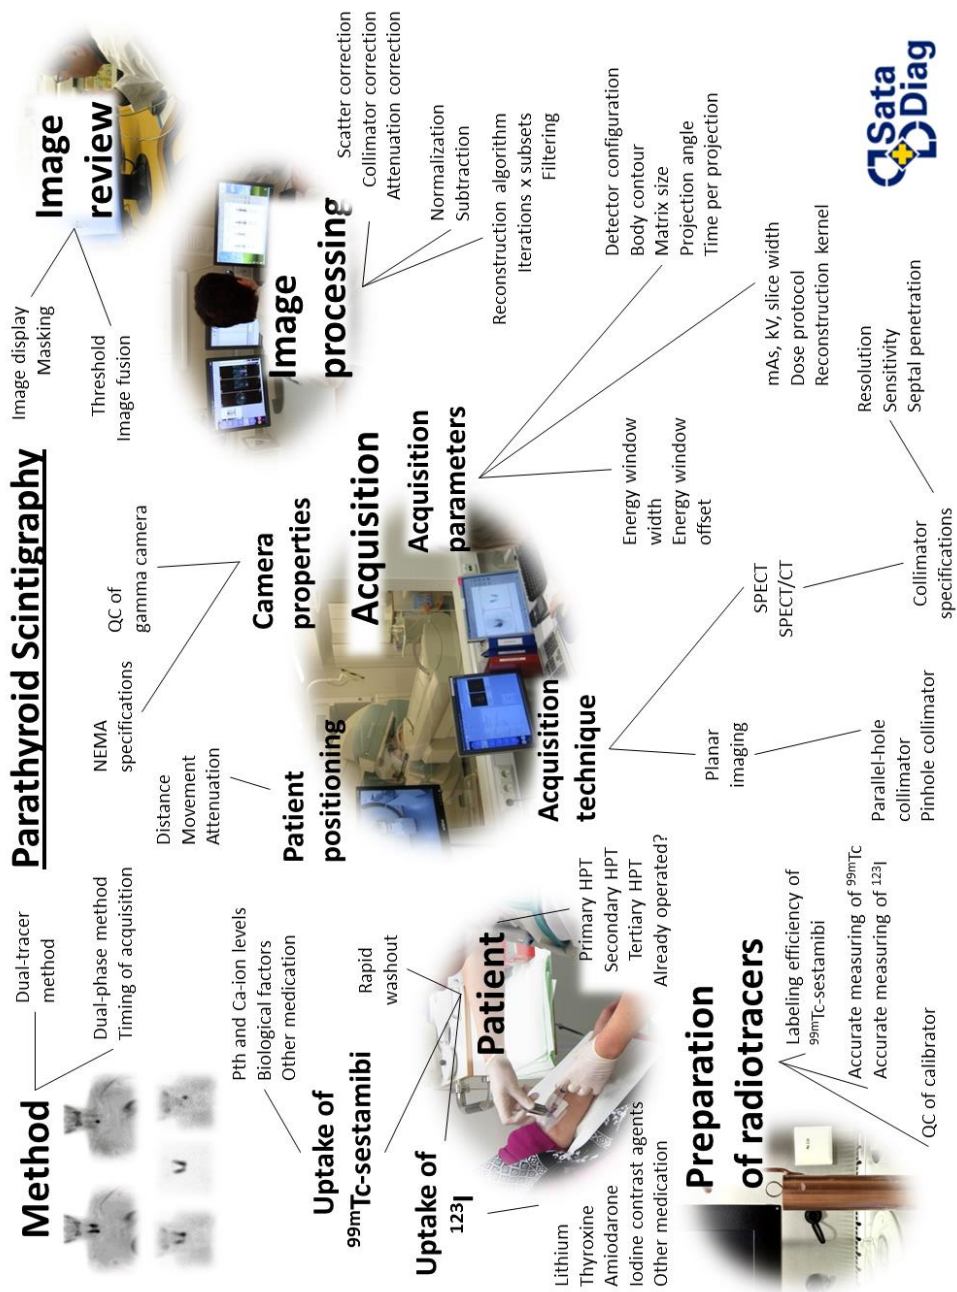 Parathyroid Scintigraphy
Method
Dual-tracer
method
Dual-phase method
Timing of acquisition
Uptake of
99mTc-sestamibi
Pth and Ca-ion levels
Biological factors
Other medication
Rapid
washout
Uptake of
123I
Lithium
Thyroxine
Amiodarone
Iodine contrast agents
Other medication
Patient
Primary HPT
Secondary HPT
Tertiary HPT
Already operated?
Preparation
of radiotracers
Labeling efficiency of
99mTc-sestamibi
Accurate measuring of 99mTc
Accurate measuring of 123I
QC of calibrator
Acquisition
Patient
positioning
Distance
Movement
Attenuation
Camera
properties
NEMA
specifications
QC of
gamma camera
Acquisition
technique
Planar
imaging
Parallel-hole
collimator
Pinhole collimator
SPECT
SPECT/CT
Collimator
specifications
Resolution
Sensitivity
Septal penetration
Acquisition
parameters
Energy window
width
Energy window
offset
mAs, kV, slice width
Dose protocol
Reconstruction kernel
Detector configuration
Body contour
Matrix size
Projection angle
Time per projection
Image
processing
Scatter correction
Collimator correction
Attenuation correction
Normalization
Subtraction
Reconstruction algorithm
Iterations x subsets
Filtering
Image
review
Image display
Masking
Threshold
Image fusion
Sata
Diag